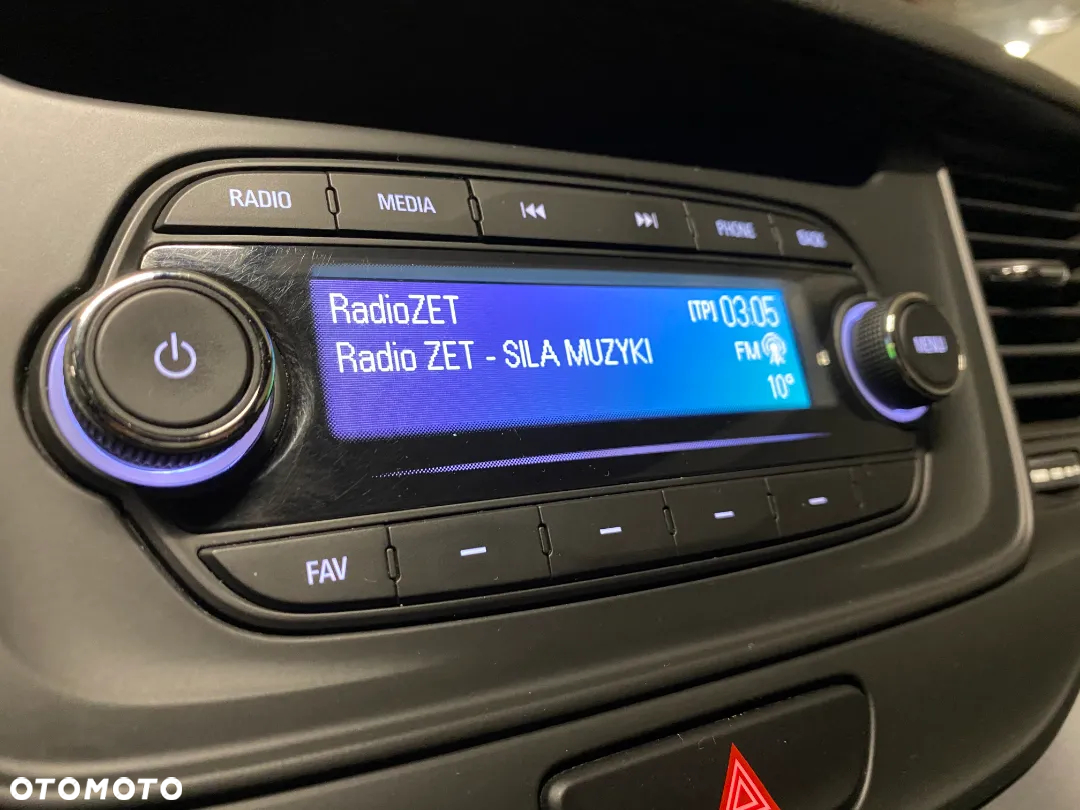 RADIO MEDIA PHONE BACK
RadioZET [TP] 03:05
Radio ZET - SILA MUZYKI FM
10°
MENU
FAV
OTOMOTO